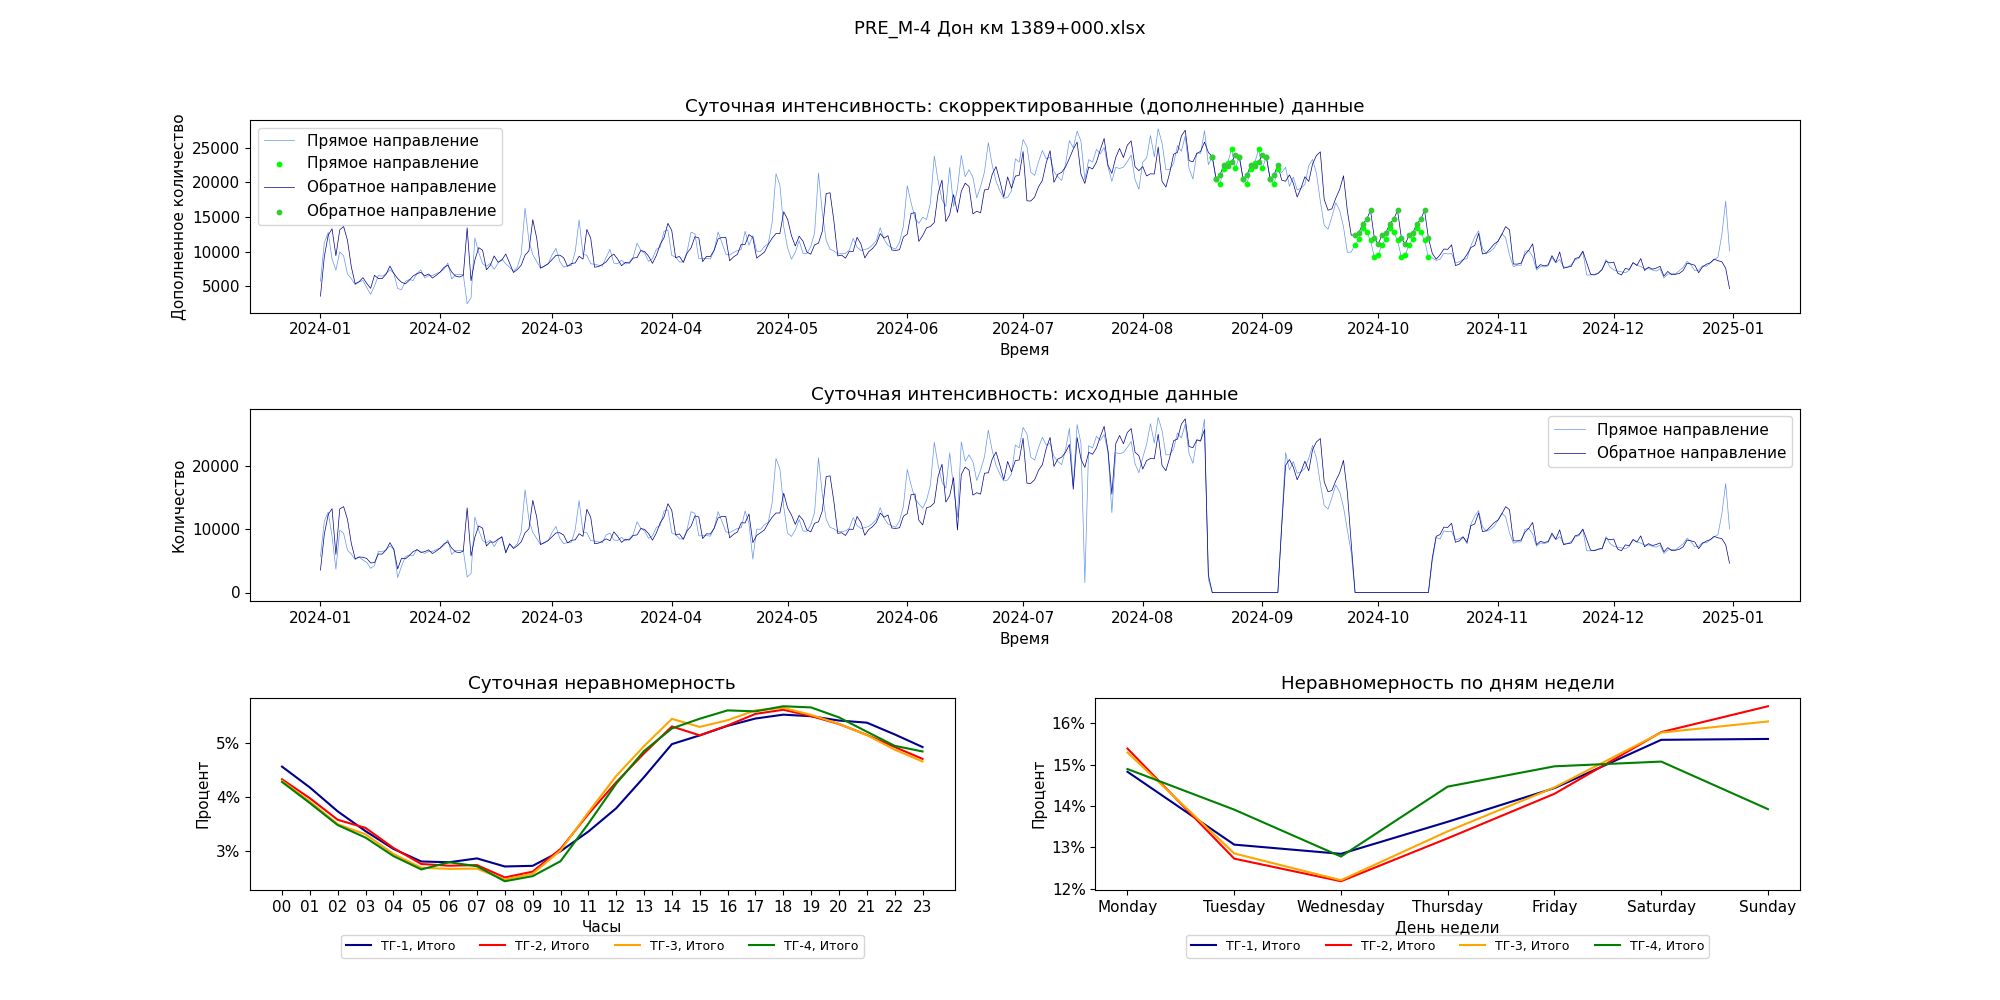 PRE_M-4 Дон км 1389+000.xlsx
Суточная интенсивность: скорректированные (дополненные) данные
Дополненное количество
25000
20000
15000
10000
5000
Прямое направление
Прямое направление
Обратное направление
Обратное направление
2024-01 2024-02 2024-03 2024-04 2024-05 2024-06 2024-07 2024-08 2024-09 2024-10 2024-11 2024-12 2025-01
Время
Суточная интенсивность: исходные данные
Количество
20000
10000
0
Прямое направление
Обратное направление
2024-01 2024-02 2024-03 2024-04 2024-05 2024-06 2024-07 2024-08 2024-09 2024-10 2024-11 2024-12 2025-01
Время
Суточная неравномерность
Процент
5%
4%
3%
00 01 02 03 04 05 06 07 08 09 10 11 12 13 14 15 16 17 18 19 20 21 22 23
Часы
ТГ-1, Итого ТГ-2, Итого ТГ-3, Итого ТГ-4, Итого
Неравномерность по дням недели
Процент
16%
15%
14%
13%
12%
Monday Tuesday Wednesday Thursday Friday Saturday Sunday
День недели
ТГ-1, Итого ТГ-2, Итого ТГ-3, Итого ТГ-4, Итого